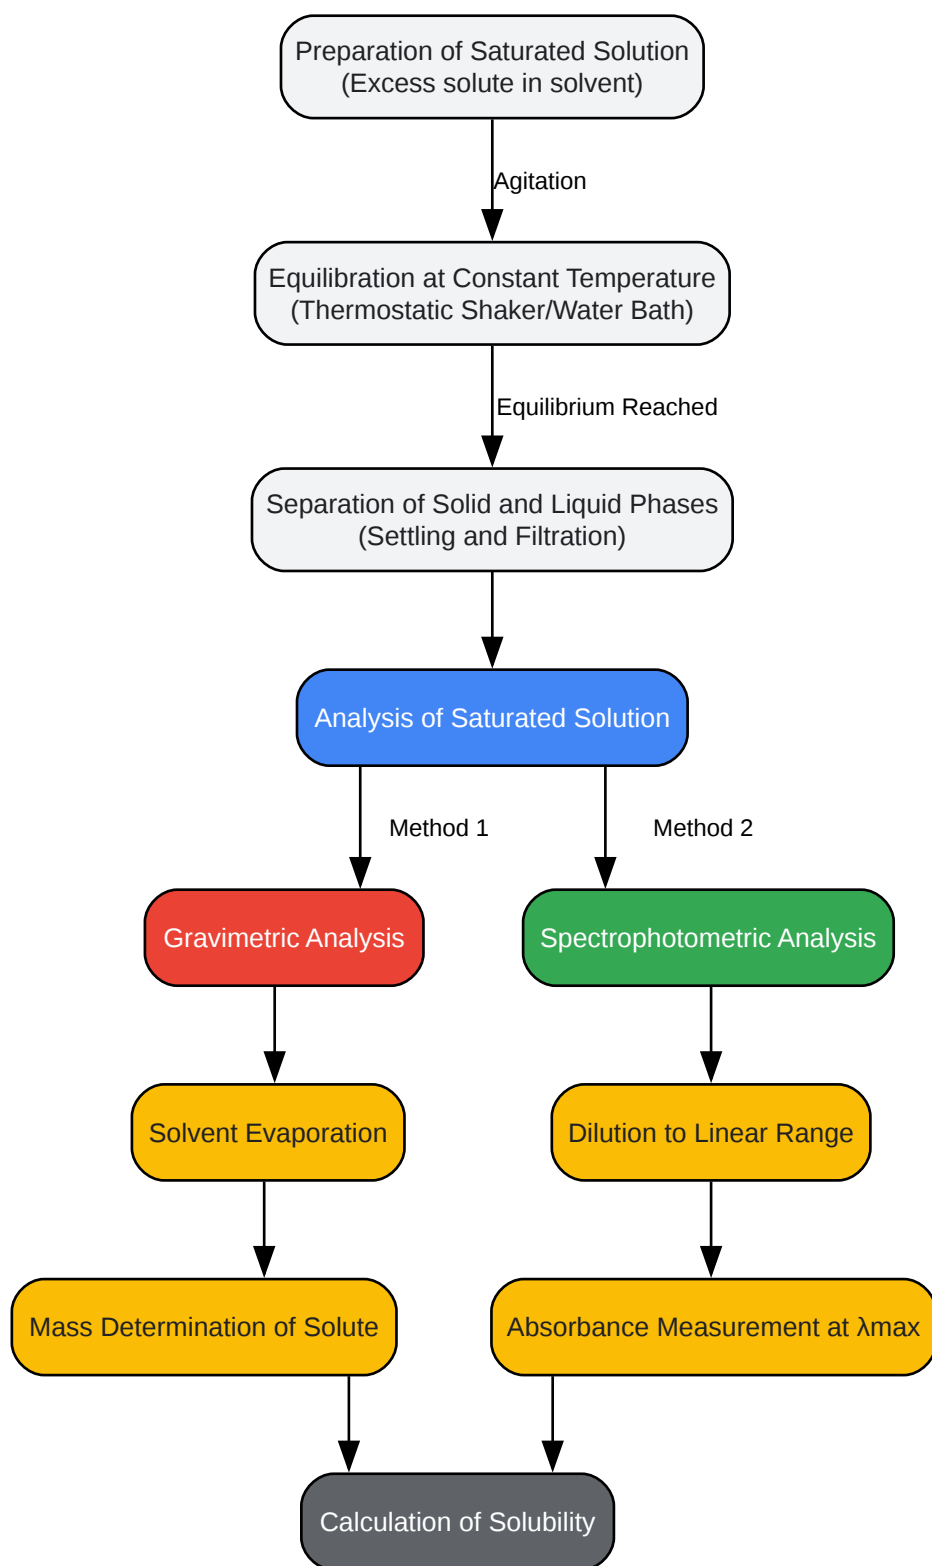 Preparation of Saturated Solution
(Excess solute in solvent)
Agitation
Equilibration at Constant Temperature
(Thermostatic Shaker/Water Bath)
Equilibrium Reached
Separation of Solid and Liquid Phases
(Settling and Filtration)
Analysis of Saturated Solution
Method 1
Method 2
Gravimetric Analysis
Spectrophotometric Analysis
Solvent Evaporation
Dilution to Linear Range
Mass Determination of Solute
Absorbance Measurement at λmax
Calculation of Solubility